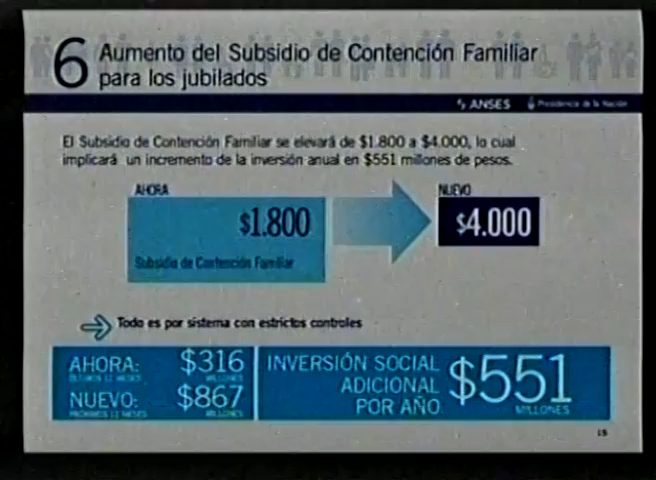 6 Aumento del Subsidio de Contención Familiar
para los jubilados
ANSES Presidencia de la Nación
El Subsidio de Contención Familiar se elevará de $1.800 a $4.000, lo cual
implicará un incremento de la inversión anual en $551 millones de pesos.
AHORA
$1.800
Subsidio de Contención Familiar
NUEVO
$4.000
Todo es por sistema con estrictos controles
AHORA: $316
ÚLTIMOS 12 MESES MILLONES
NUEVO: $867
PRÓXIMOS 12 MESES MILLONES
INVERSIÓN SOCIAL
ADICIONAL
POR AÑO
$551
MILLONES
15